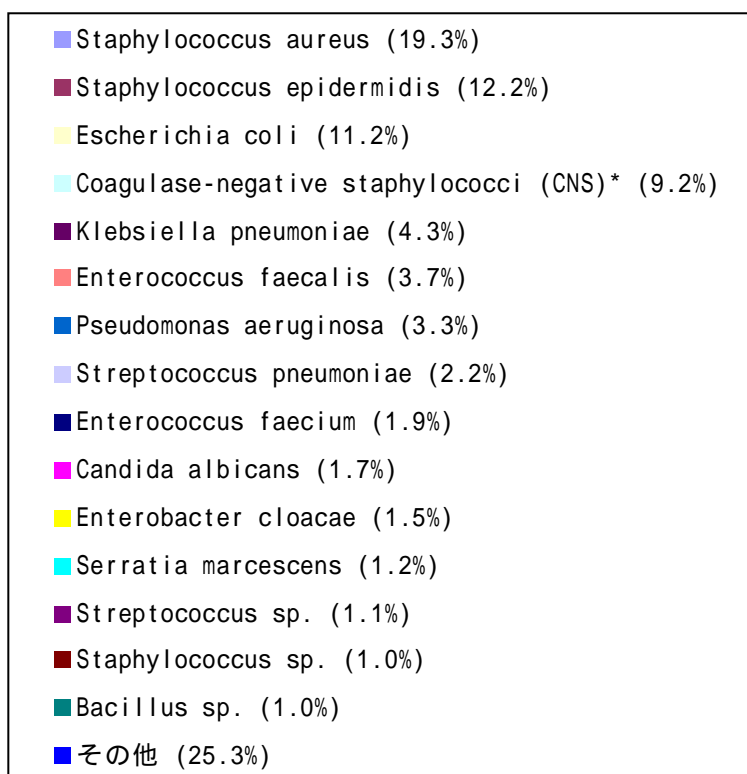 Staphylococcus aureus (19.3%)
Staphylococcus epidermidis (12.2%)
Escherichia coli (11.2%)
Coagulase-negative staphylococci (CNS)* (9.2%)
Klebsiella pneumoniae (4.3%)
Enterococcus faecalis (3.7%)
Pseudomonas aeruginosa (3.3%)
Streptococcus pneumoniae (2.2%)
Enterococcus faecium (1.9%)
Candida albicans (1.7%)
Enterobacter cloacae (1.5%)
Serratia marcescens (1.2%)
Streptococcus sp. (1.1%)
Staphylococcus sp. (1.0%)
Bacillus sp. (1.0%)
その他 (25.3%)